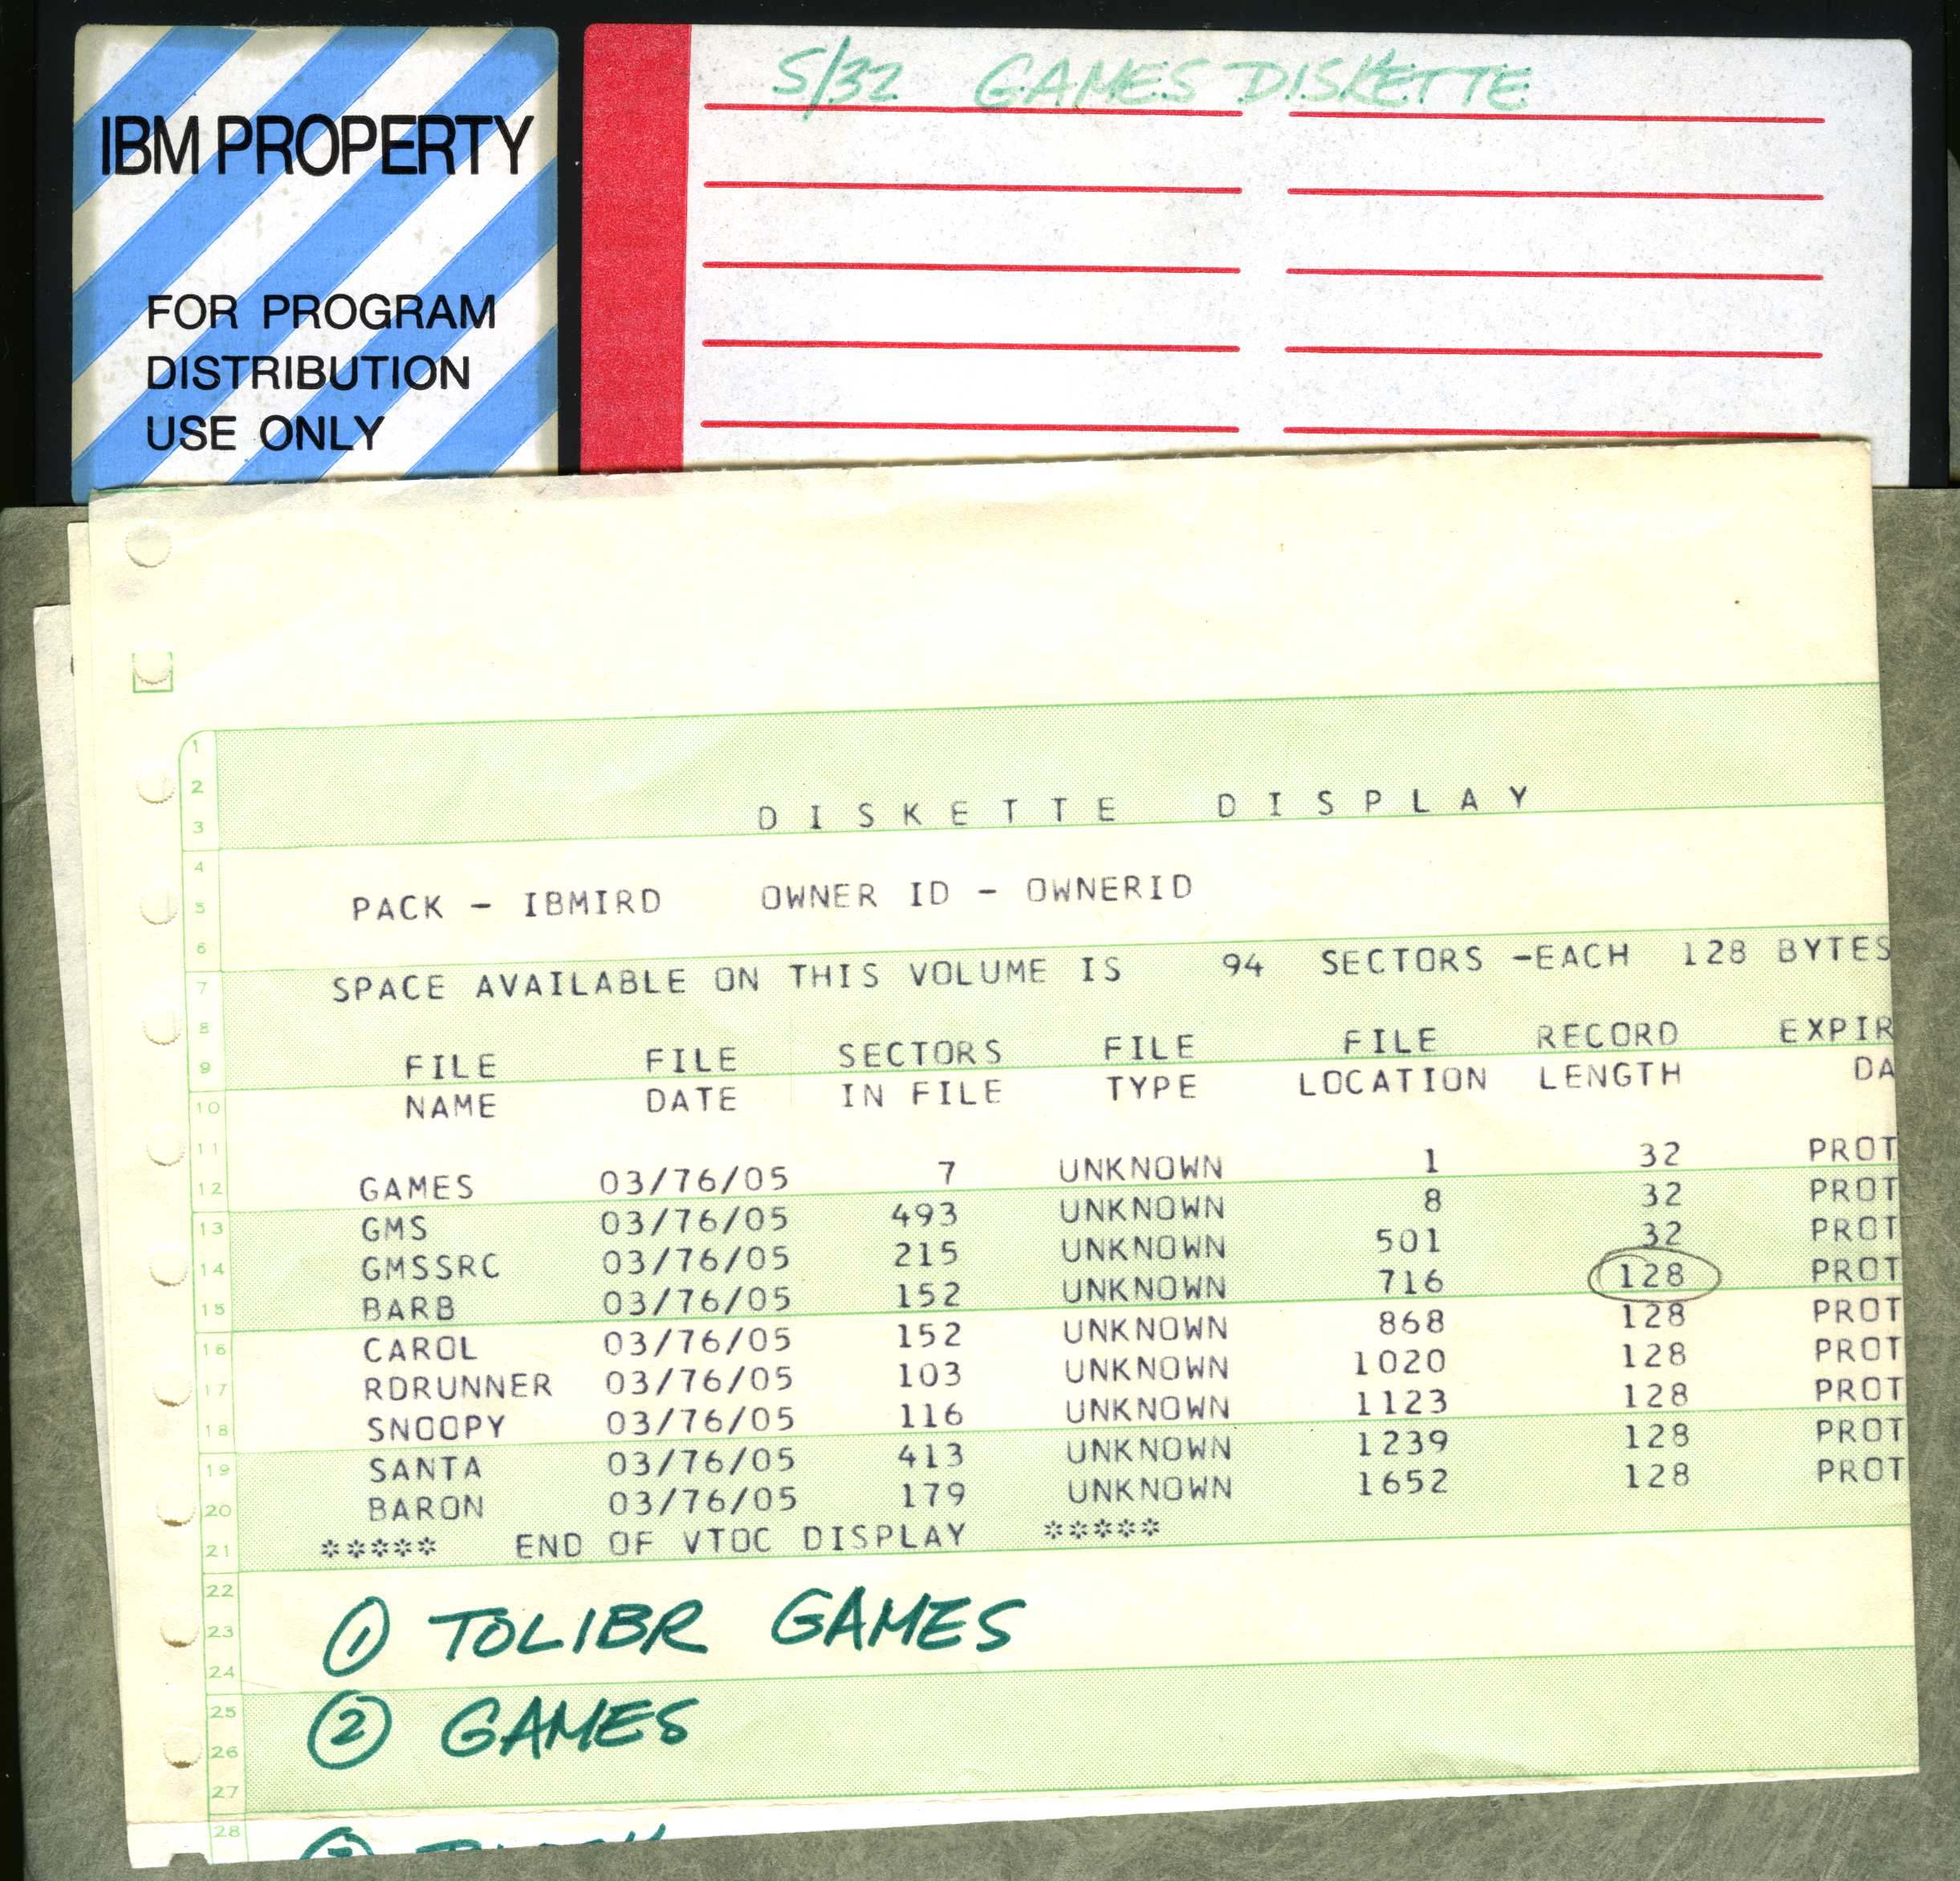 S/32 GAMES DISKETTE
IBM PROPERTY
FOR PROGRAM
DISTRIBUTION
USE ONLY
DISKETTE DISPLAY
PACK - IBMIRD OWNER ID - OWNERID
SPACE AVAILABLE ON THIS VOLUME IS 94 SECTORS -EACH 128 BYTES
FILE FILE SECTORS FILE FILE RECORD EXPIR
NAME DATE IN FILE TYPE LOCATION LENGTH DA
GAMES 03/76/05 7 UNKNOWN 1 32 PROT
GMS 03/76/05 493 UNKNOWN 8 32 PROT
GMSSRC 03/76/05 215 UNKNOWN 501 32 PROT
BARB 03/76/05 152 UNKNOWN 716 128 PROT
CAROL 03/76/05 152 UNKNOWN 868 128 PROT
RDRUNNER 03/76/05 103 UNKNOWN 1020 128 PROT
SNOOPY 03/76/05 116 UNKNOWN 1123 128 PROT
SANTA 03/76/05 413 UNKNOWN 1239 128 PROT
BARON 03/76/05 179 UNKNOWN 1652 128 PROT
***** END OF VTOC DISPLAY *****
① TOLIBR GAMES
② GAMES
1
2
3
4
5
6
7
8
9
10
11
12
13
14
15
16
17
18
19
20
21
22
23
24
25
26
27
28